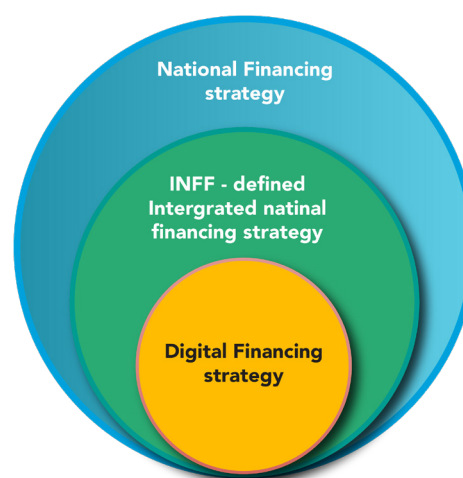 National Financing
strategy
INFF - defined
Intergrated natinal
financing strategy
Digital Financing
strategy